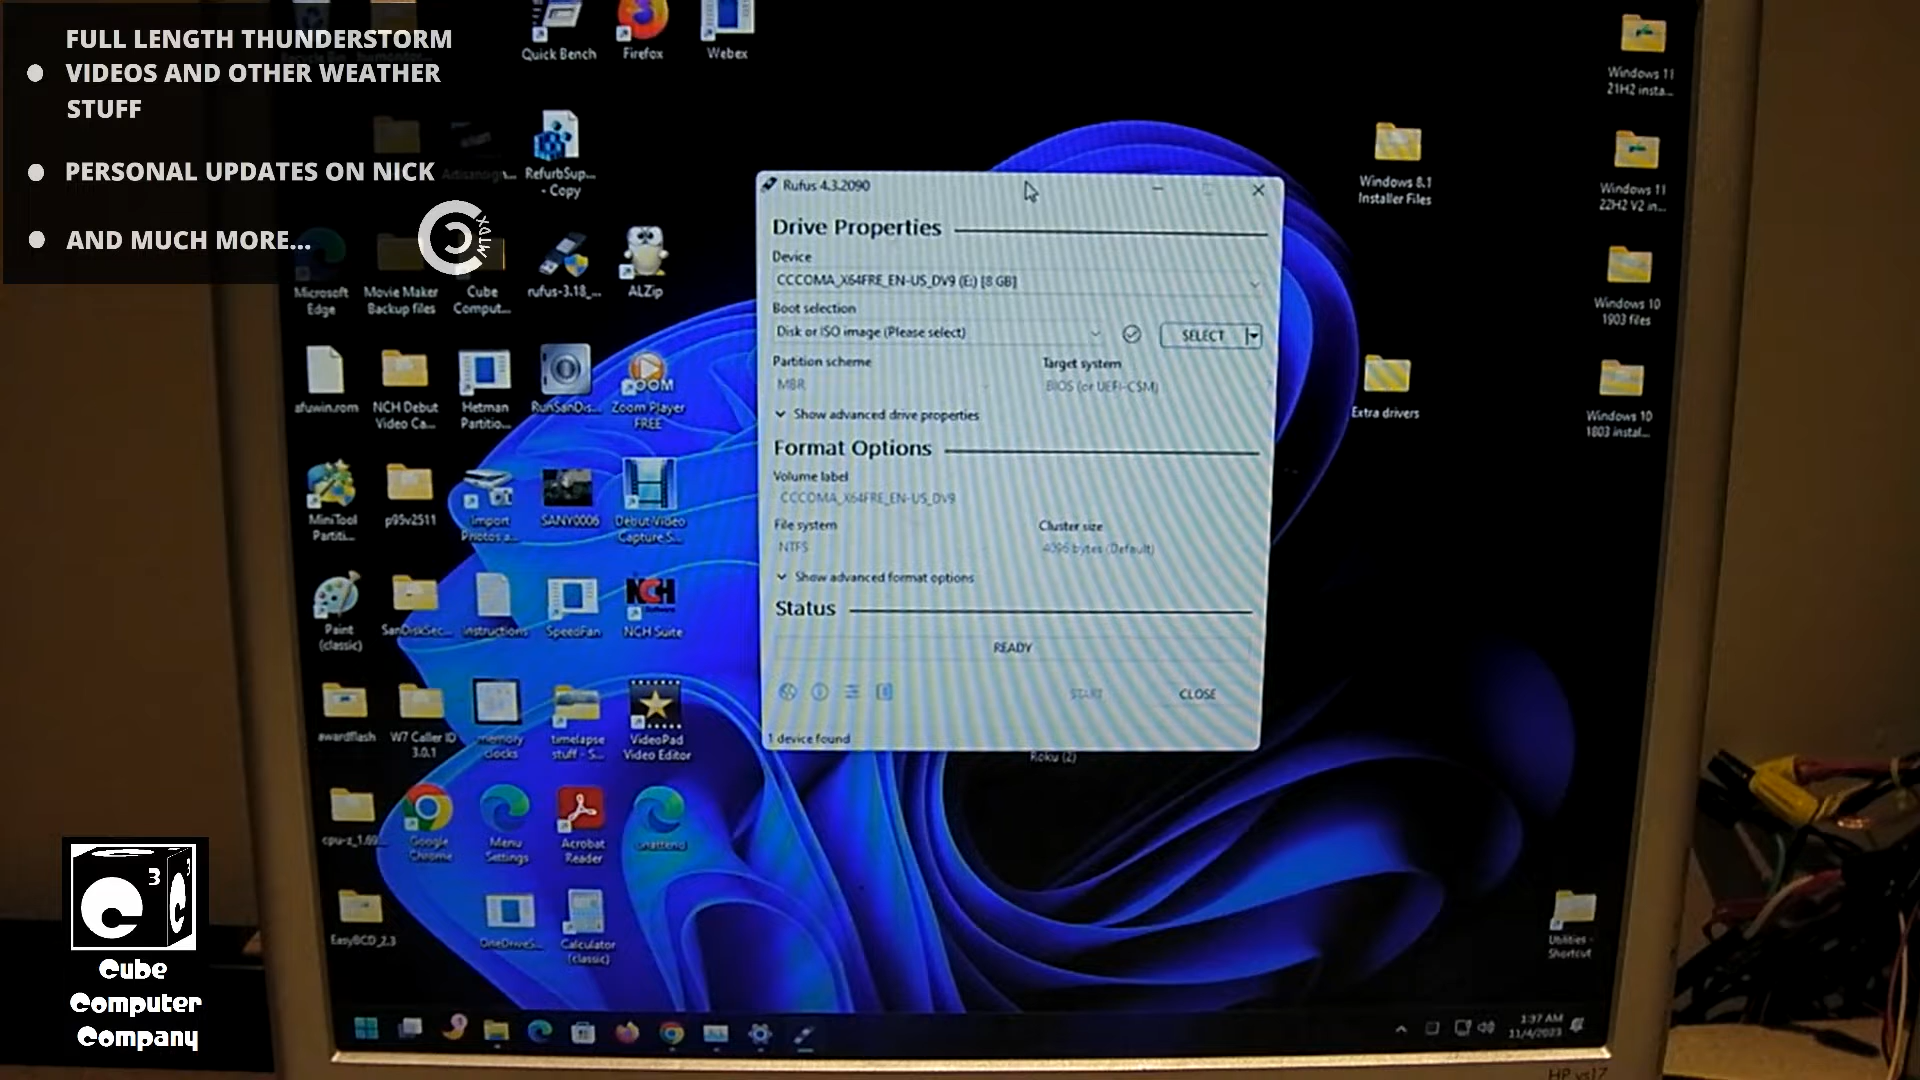 FULL LENGTH THUNDERSTORM
VIDEOS AND OTHER WEATHER
STUFF
PERSONAL UPDATES ON NICK
AND MUCH MORE...
Quick Bench
Firefox
Webex
RefurbSup...
- Copy
Microsoft
Edge
Movie Maker
Backup files
Cube
Comput...
rufus-3.18_...
ALZip
afuwin.rom
NCH Debut
Video Ca...
Hetman
Partitio...
RunSanDis...
Zoom Player
FREE
MiniTool
Partiti...
p95v2511
Import
Photos a...
SANY0006
Debut Video
Capture S...
Paint
(classic)
SanDiskSec...
instructions
SpeedFan
NCH Suite
awardflash
W7 Caller ID
3.0.1
memory
clocks
timelapse
stuff - S...
VideoPad
Video Editor
cpu-z_1.69...
Google
Chrome
Menu
Settings
Acrobat
Reader
unattend
EasyBCD_2.3
OneDriveS...
Calculator
(classic)
Rufus 4.3.2090
Drive Properties
Device
CCCOMA_X64FRE_EN-US_DV9 (E:) [8 GB]
Boot selection
Disk or ISO image (Please select)
SELECT
Partition scheme
Target system
MBR
BIOS (or UEFI-CSM)
Show advanced drive properties
Format Options
Volume label
CCCOMA_X64FRE_EN-US_DV9
File system
Cluster size
NTFS
4096 bytes (Default)
Show advanced format options
Status
READY
START
CLOSE
1 device found
Roku (2)
Windows 11
21H2 insta...
Windows 8.1
Installer Files
Windows 11
22H2 V2 in...
Windows 10
1903 files
Extra drivers
Windows 10
1803 instal...
Utilities -
Shortcut
1:37 AM
11/4/2023
HP vs17
Cube
Computer
Company